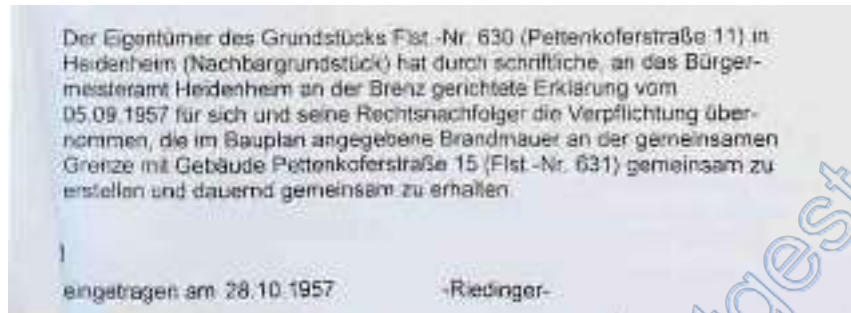 Der Eigentümer des Grundstücks Flst.-Nr. 630 (Pettenkoferstraße 11) in
Heidenheim (Nachbargrundstück) hat durch schriftliche, an das Bürger-
meisteramt Heidenheim an der Brenz gerichtete Erklärung vom
05.09.1957 für sich und seine Rechtsnachfolger die Verpflichtung über-
nommen, die im Bauplan angegebene Brandmauer an der gemeinsamen
Grenze mit Gebäude Pettenkoferstraße 15 (Flst.-Nr. 631) gemeinsam zu
erstellen und dauernd gemeinsam zu erhalten.
eingetragen am 28.10.1957 -Riedinger-